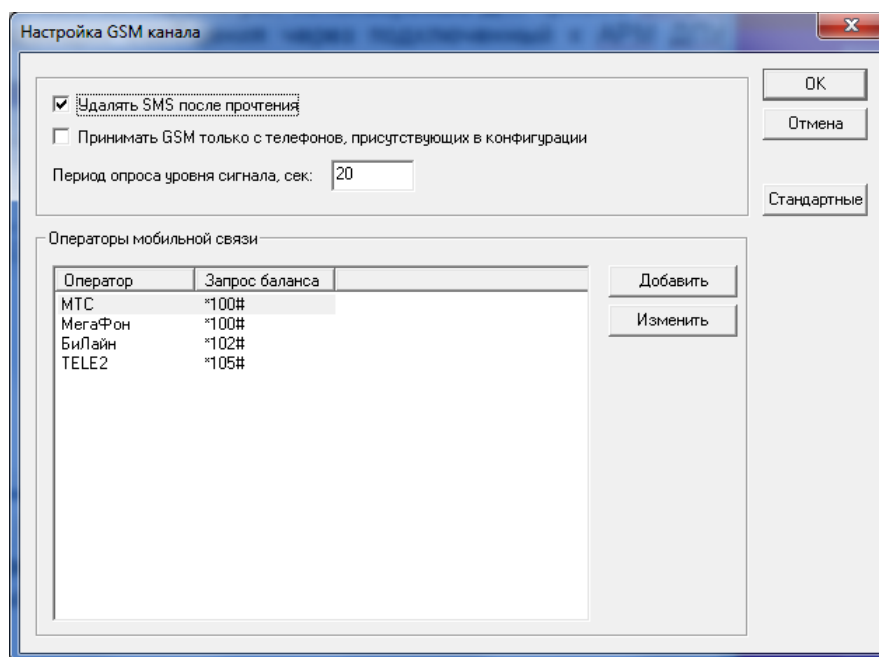 Настройка GSM канала
Удалять SMS после прочтения
Принимать GSM только с телефонов, присутствующих в конфигурации
Период опроса уровня сигнала, сек: 20
OK
Отмена
Стандартные
Операторы мобильной связи
Оператор Запрос баланса
МТС *100#
МегаФон *100#
БиЛайн *102#
TELE2 *105#
Добавить
Изменить